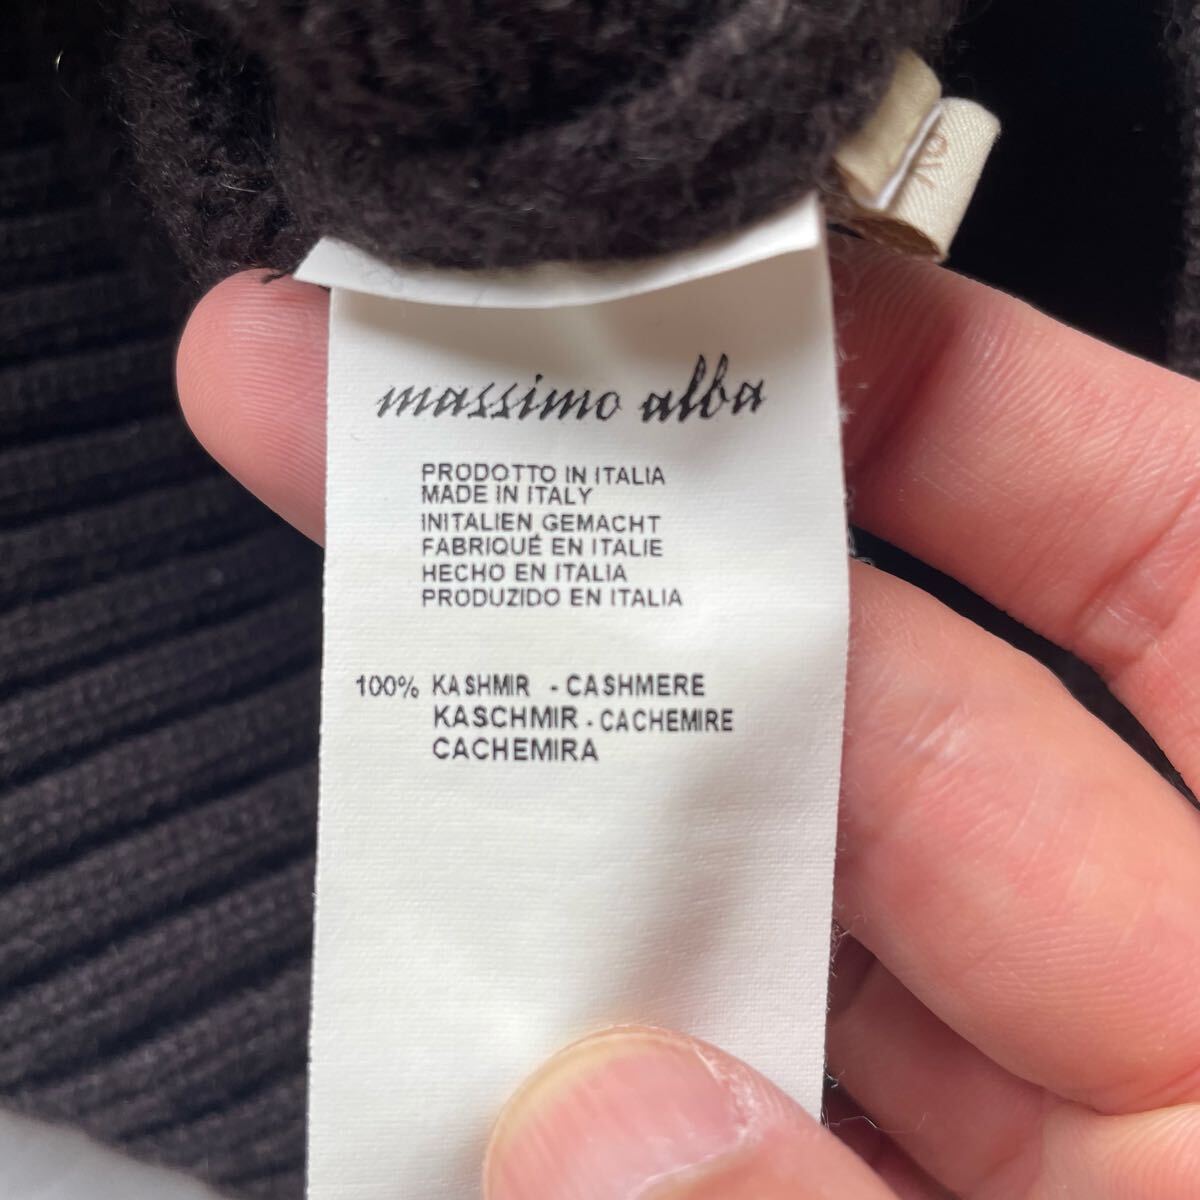 massimo alba
PRODOTTO IN ITALIA
MADE IN ITALY
INITALIEN GEMACHT
FABRIQUÉ EN ITALIE
HECHO EN ITALIA
PRODUZIDO EN ITALIA
100% KASHMIR - CASHMERE
KASCHMIR - CACHEMIRE
CACHEMIRA